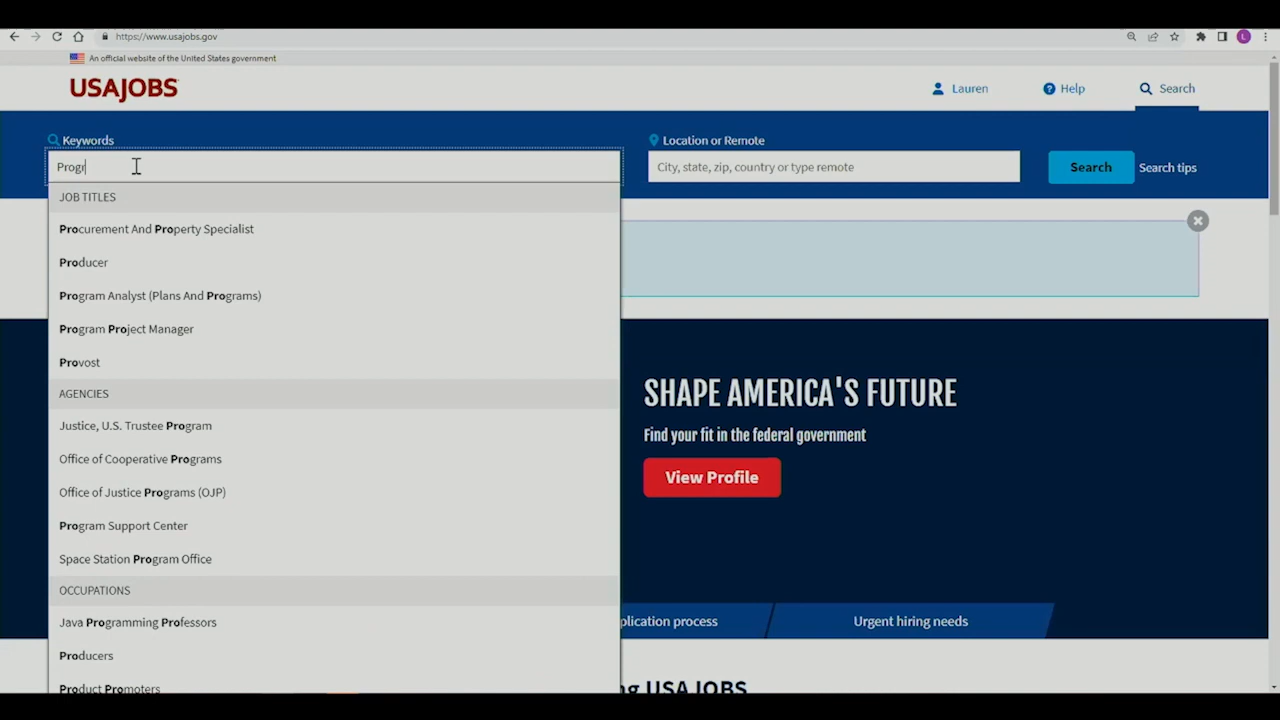 https://www.usajobs.gov
L
An official website of the United States government
USAJOBS
Lauren
Help
Search
Keywords
Location or Remote
Progr
City, state, zip, country or type remote
Search
Search tips
JOB TITLES
Procurement And Property Specialist
Producer
Program Analyst (Plans And Programs)
Program Project Manager
Provost
AGENCIES
Justice, U.S. Trustee Program
Office of Cooperative Programs
Office of Justice Programs (OJP)
Program Support Center
Space Station Program Office
OCCUPATIONS
Java Programming Professors
Producers
Product Promoters
SHAPE AMERICA'S FUTURE
Find your fit in the federal government
View Profile
plication process
Urgent hiring needs
ng USAJOBS